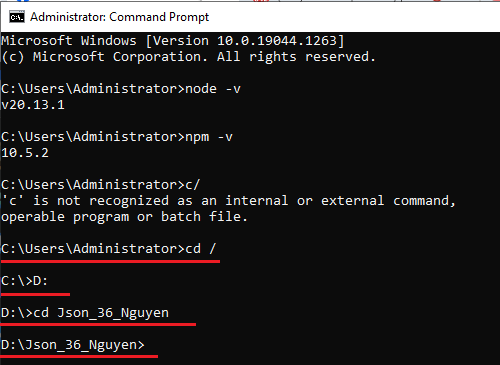 Administrator: Command Prompt
Microsoft Windows [Version 10.0.19044.1263]
(c) Microsoft Corporation. All rights reserved.
C:\Users\Administrator>node -v
v20.13.1
C:\Users\Administrator>npm -v
10.5.2
C:\Users\Administrator>c/
'c' is not recognized as an internal or external command,
operable program or batch file.
C:\Users\Administrator>cd /
C:\>D:
D:\>cd Json_36_Nguyen
D:\Json_36_Nguyen>